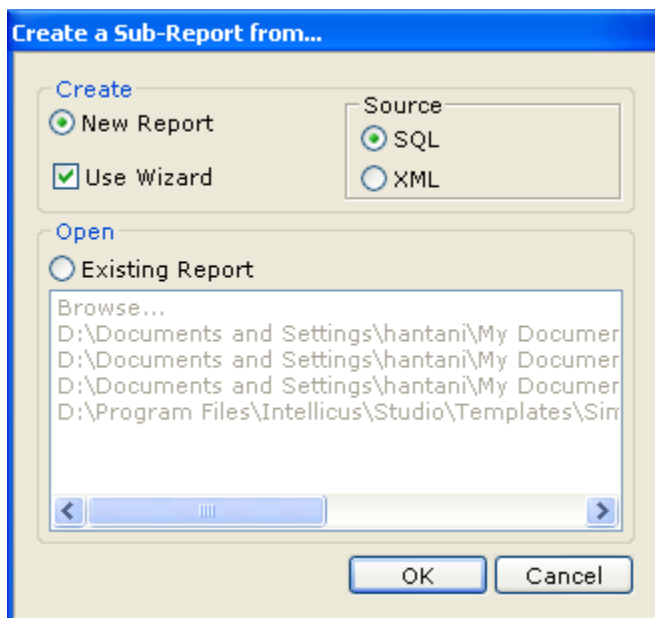 Create a Sub-Report from...
Create
New Report
Use Wizard
Source
SQL
XML
Open
Existing Report
Browse...
D:\Documents and Settings\hantani\My Documer
D:\Documents and Settings\hantani\My Documer
D:\Documents and Settings\hantani\My Documer
D:\Program Files\Intellicus\Studio\Templates\Sim
OK
Cancel